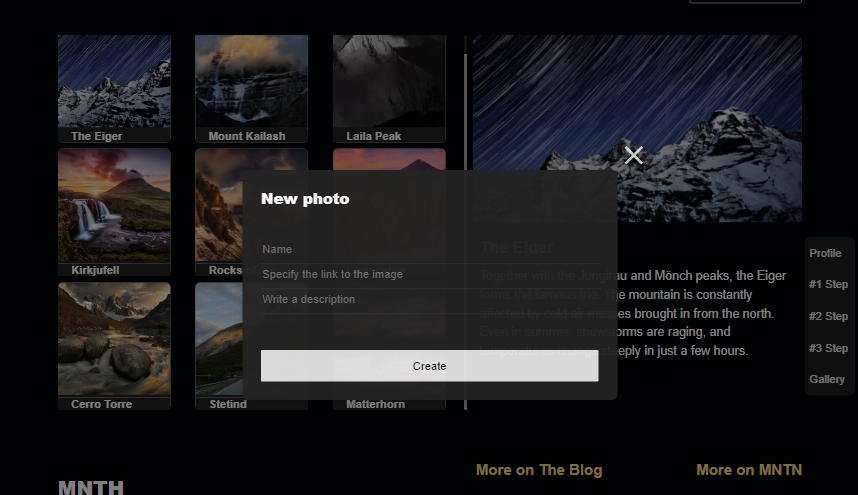 The Eiger
Mount Kailash
Laila Peak
Kirkjufell
Rocks
Cerro Torre
Stetind
Matterhorn
New photo
Name
Specify the link to the image
Write a description
Create
The Eiger
Together with the Jungfrau and Mönch peaks, the Eiger
forms the famous trio. The mountain is constantly
affected by cold air masses brought in from the north.
Even in summer, snowstorms are raging, and
temperatures change steeply in just a few hours.
Profile
#1 Step
#2 Step
#3 Step
Gallery
More on The Blog
More on MNTN
MNTH